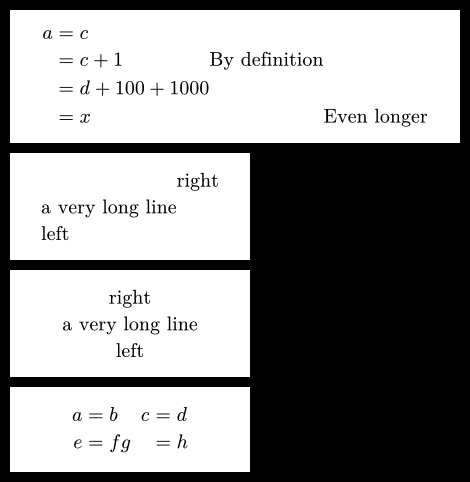 a = c
= c + 1 By definition
= d + 100 + 1000
= x Even longer
right
a very long line
left
right
a very long line
left
a = b c = d
e = fg = h